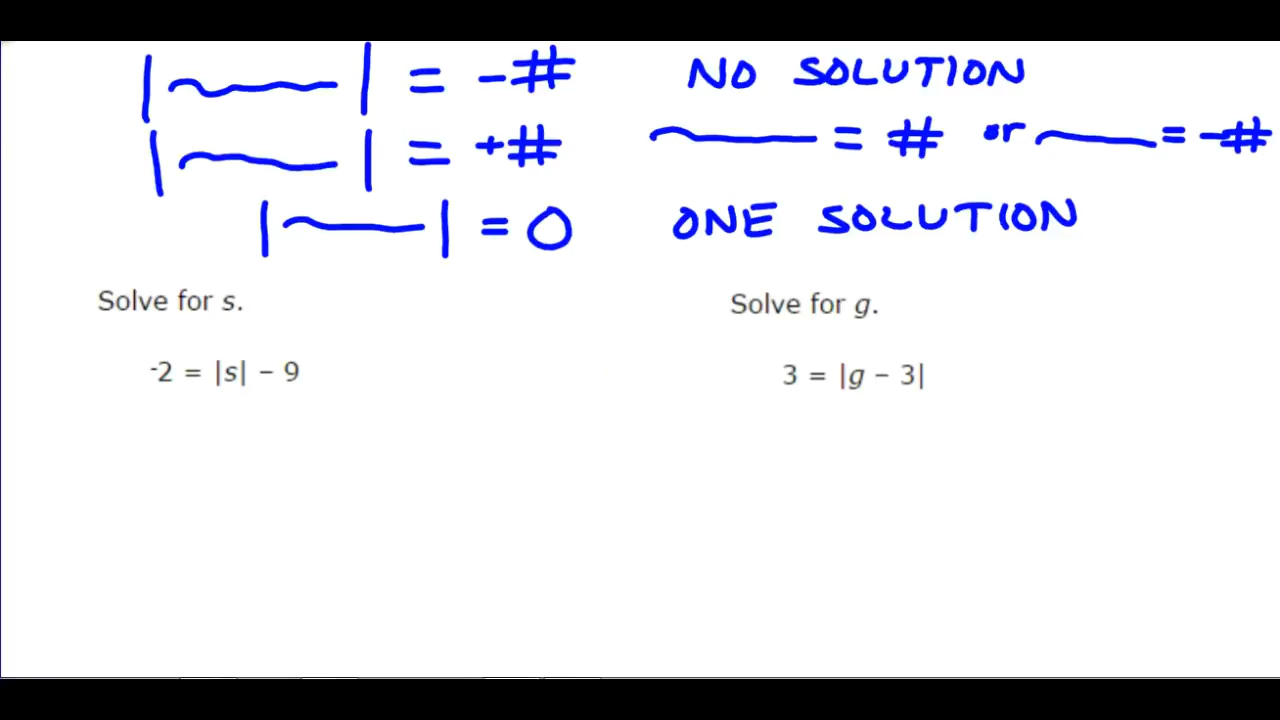 |~| = -# NO SOLUTION
|~| = +# ~ = # or ~ = -#
|~| = 0 ONE SOLUTION
Solve for s.
Solve for g.
-2 = |s| − 9
3 = |g − 3|